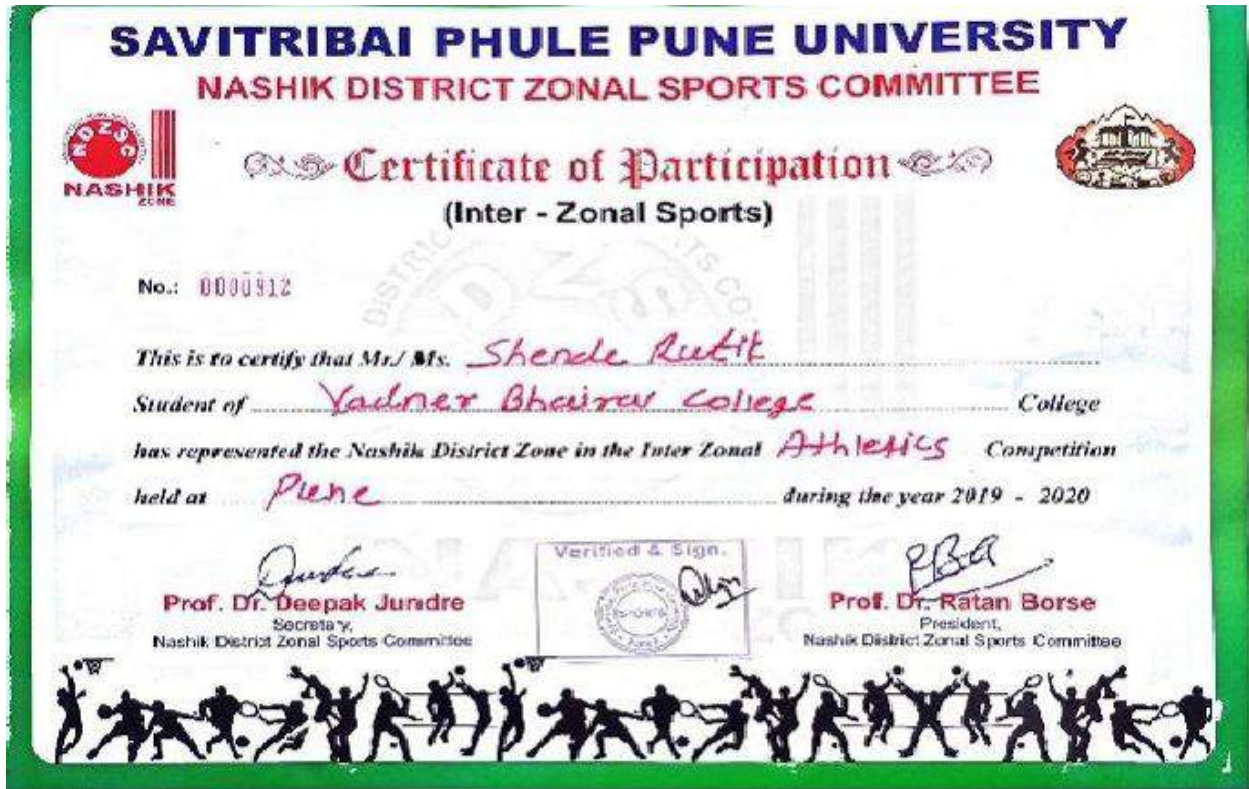 SAVITRIBAI PHULE PUNE UNIVERSITY
NASHIK DISTRICT ZONAL SPORTS COMMITTEE
NDZSC
NASHIK
ZONE
Certificate of Participation
(Inter - Zonal Sports)
No.: 0000912
This is to certify that Mr./ Ms. Shende Rutik
Student of Vadner Bhairav College College
has represented the Nashik District Zone in the Inter Zonal Athletics Competition
held at Pune during the year 2019 - 2020
Verified & Sign.
SPORTS
Prof. Dr. Deepak Jundre
Secretary,
Nashik District Zonal Sports Committee
Prof. Dr. Ratan Borse
President,
Nashik District Zonal Sports Committee